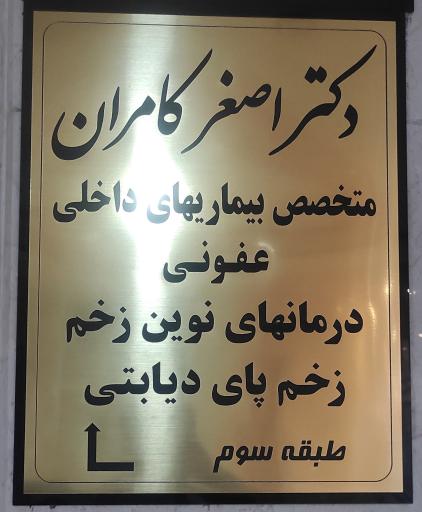 دکتر اصغر کامران
متخصص بیماریهای داخلی
عفونی
درمانهای نوین زخم
زخم پای دیابتی
طبقه سوم